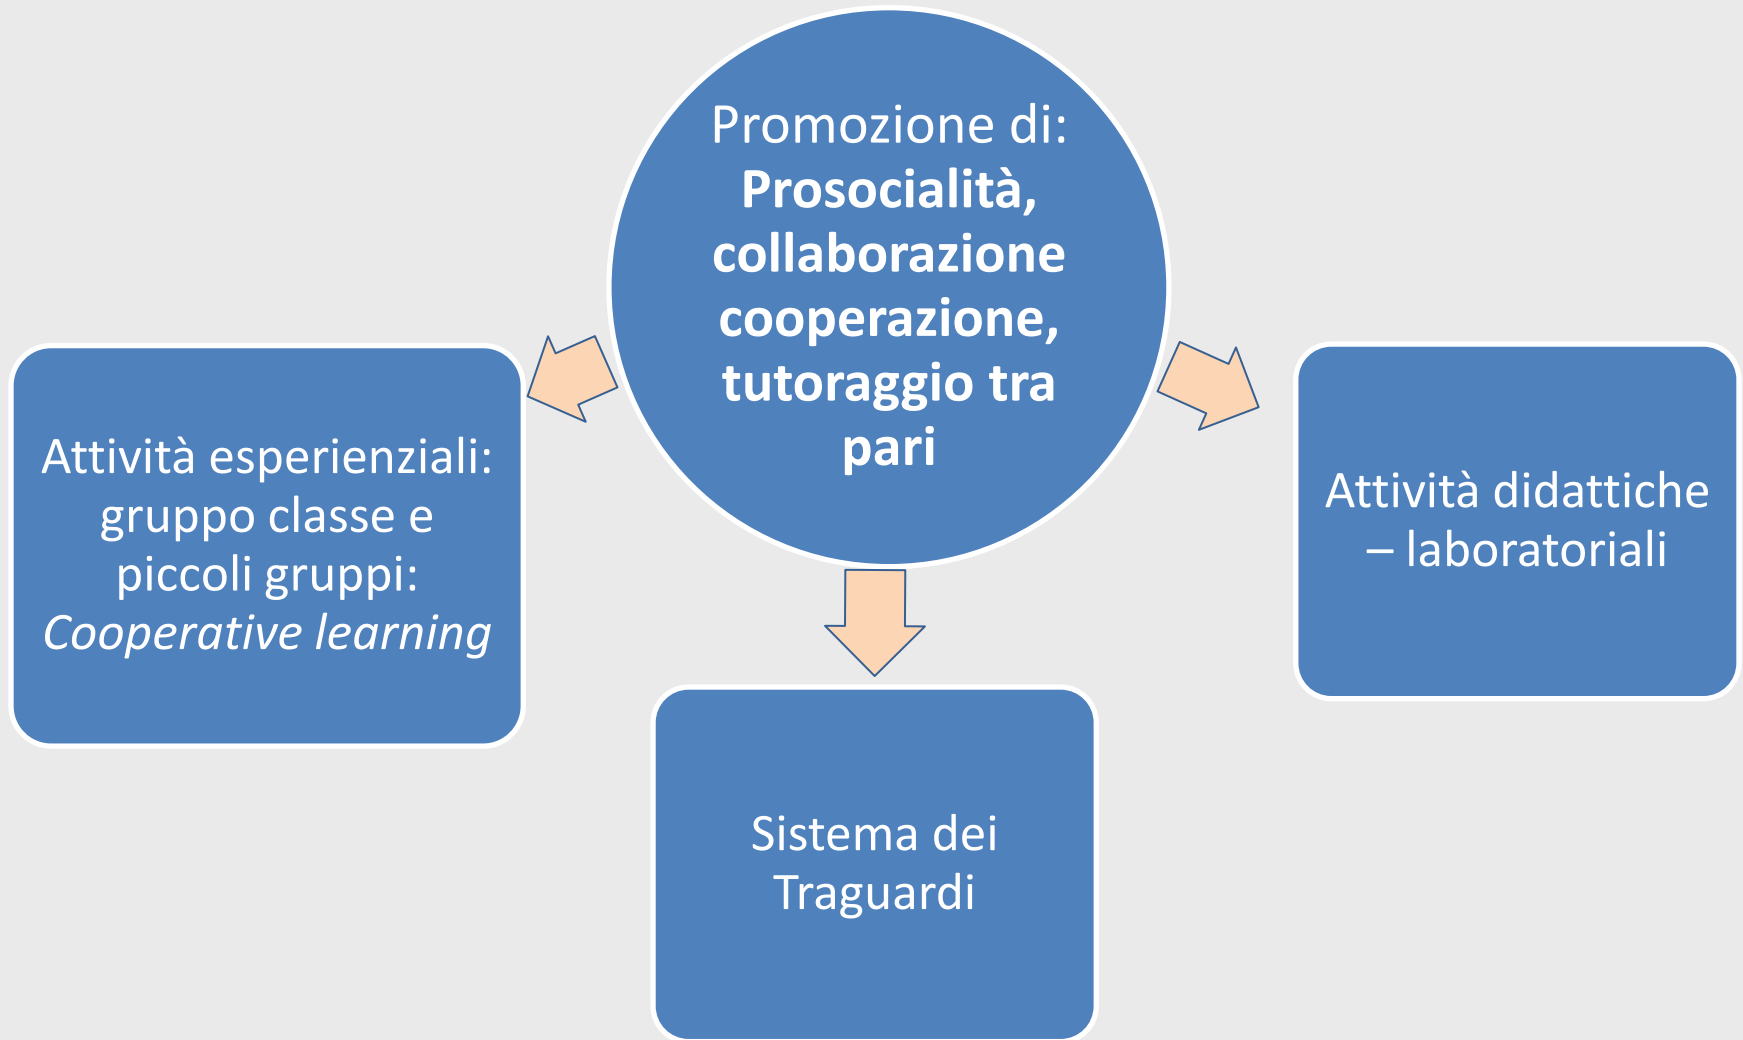 Promozione di:
Prosocialità,
collaborazione
cooperazione,
tutoraggio tra
pari
Attività esperienziali:
gruppo classe e
piccoli gruppi:
Cooperative learning
Attività didattiche
– laboratoriali
Sistema dei
Traguardi